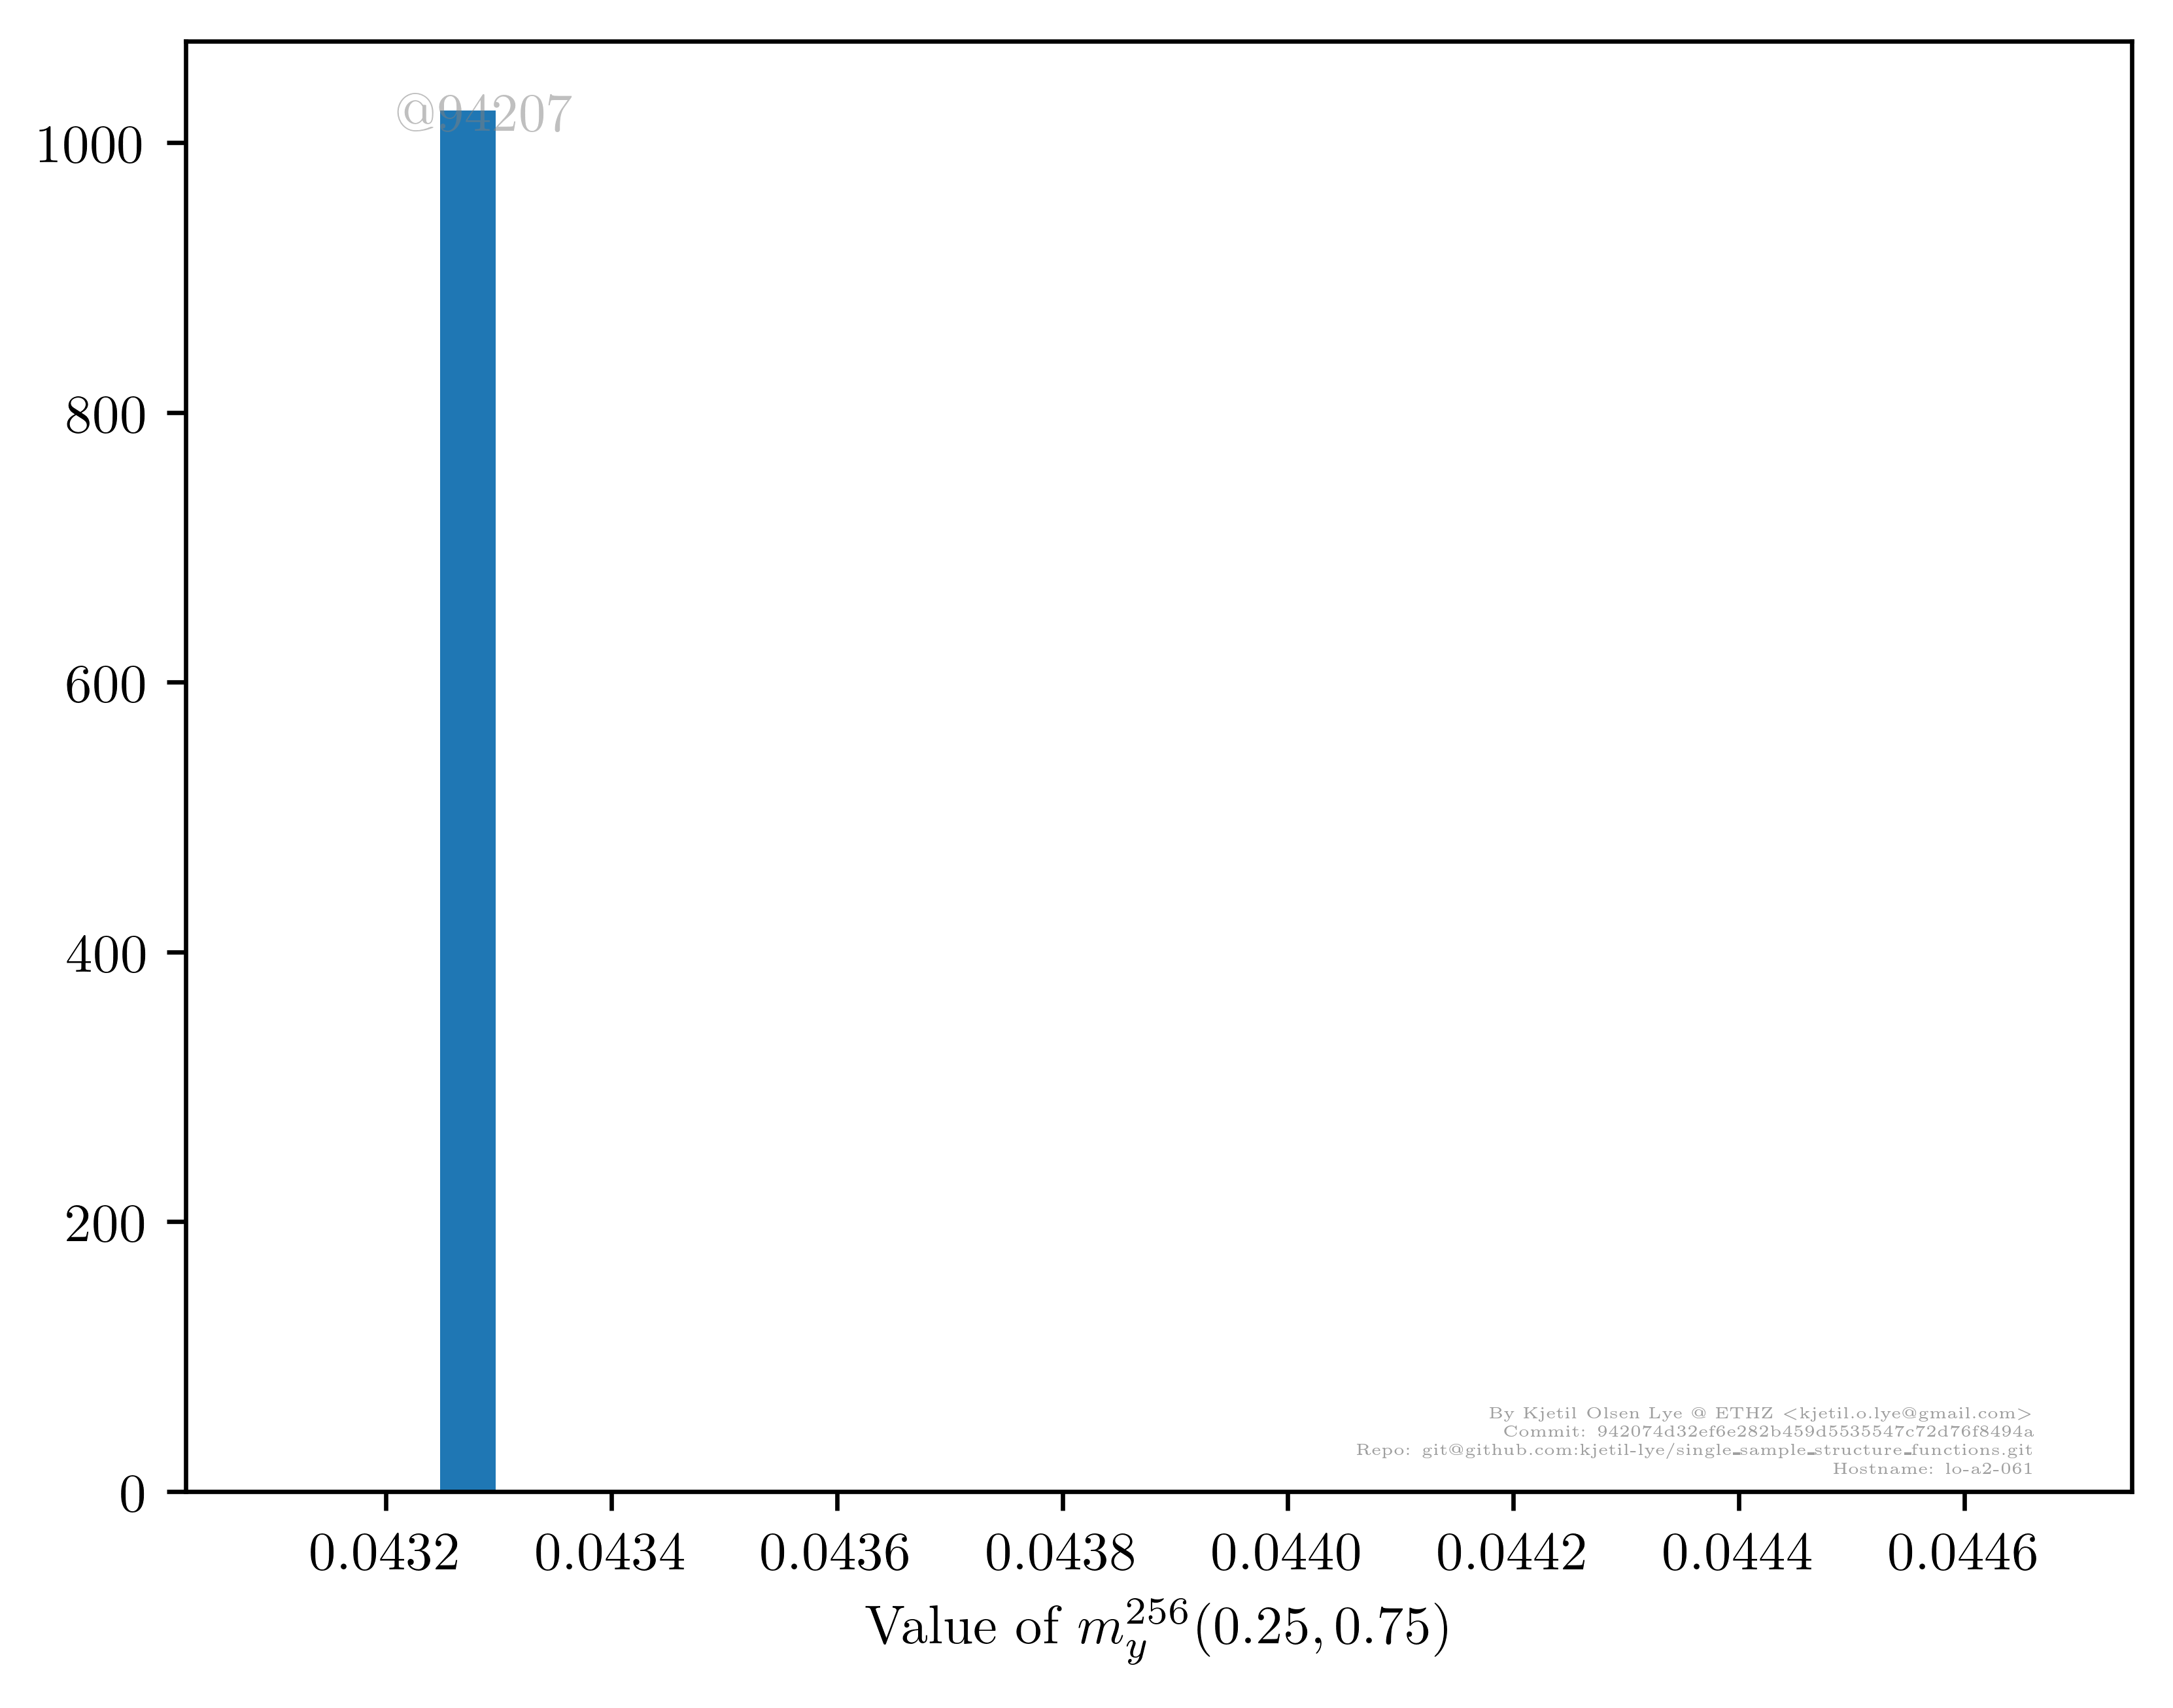 @94207
1000
800
600
400
200
0
By Kjetil Olsen Lye @ ETHZ <kjetil.o.lye@gmail.com>
Commit: 942074d32ef6e282b459d5535547c72d76f8494a
Repo: git@github.com:kjetil-lye/single_sample_structure_functions.git
Hostname: lo-a2-061
0.0432 0.0434 0.0436 0.0438 0.0440 0.0442 0.0444 0.0446
Value of $m_y^{256}(0.25, 0.75)$